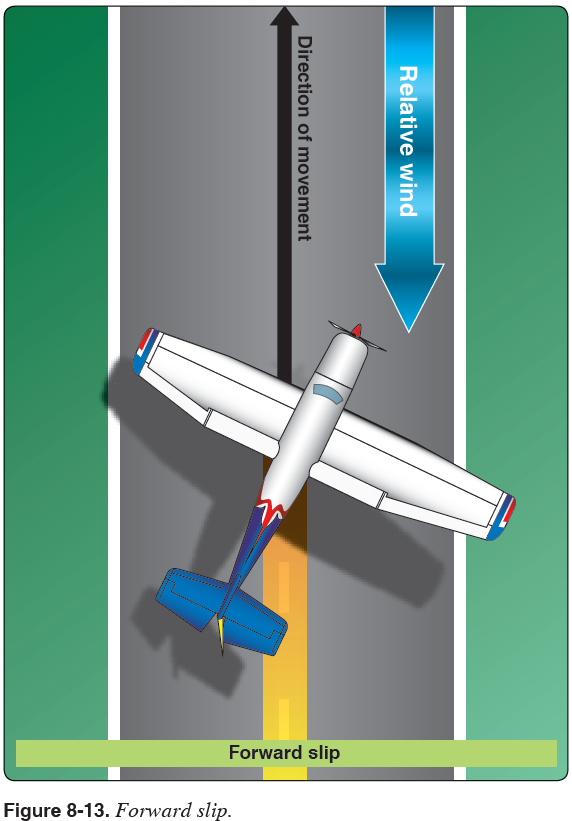 Direction of movement
Relative wind
Forward slip
Figure 8-13. Forward slip.